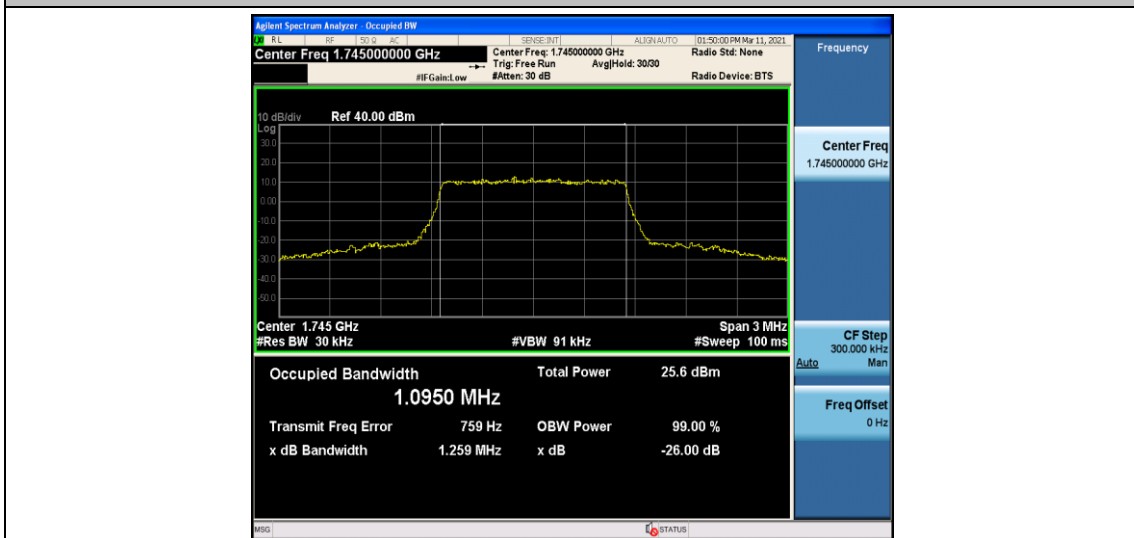 Agilent Spectrum Analyzer - Occupied BW
RL RF 50 Ω AC SENSE:INT ALIGN AUTO 01:50:00 PM Mar 11, 2021
Center Freq 1.745000000 GHz Center Freq: 1.745000000 GHz Radio Std: None Frequency
Trig: Free Run Avg|Hold: 30/30
#IFGain:Low #Atten: 30 dB Radio Device: BTS
10 dB/div Ref 40.00 dBm
Log
30.0
20.0
10.0
0.00
-10.0
-20.0
-30.0
-40.0
-50.0
Center 1.745 GHz Span 3 MHz
#Res BW 30 kHz #VBW 91 kHz #Sweep 100 ms
Occupied Bandwidth Total Power 25.6 dBm
1.0950 MHz
Transmit Freq Error 759 Hz OBW Power 99.00 %
x dB Bandwidth 1.259 MHz x dB -26.00 dB
Center Freq
1.745000000 GHz
CF Step
300.000 kHz
Auto Man
Freq Offset
0 Hz
MSG STATUS